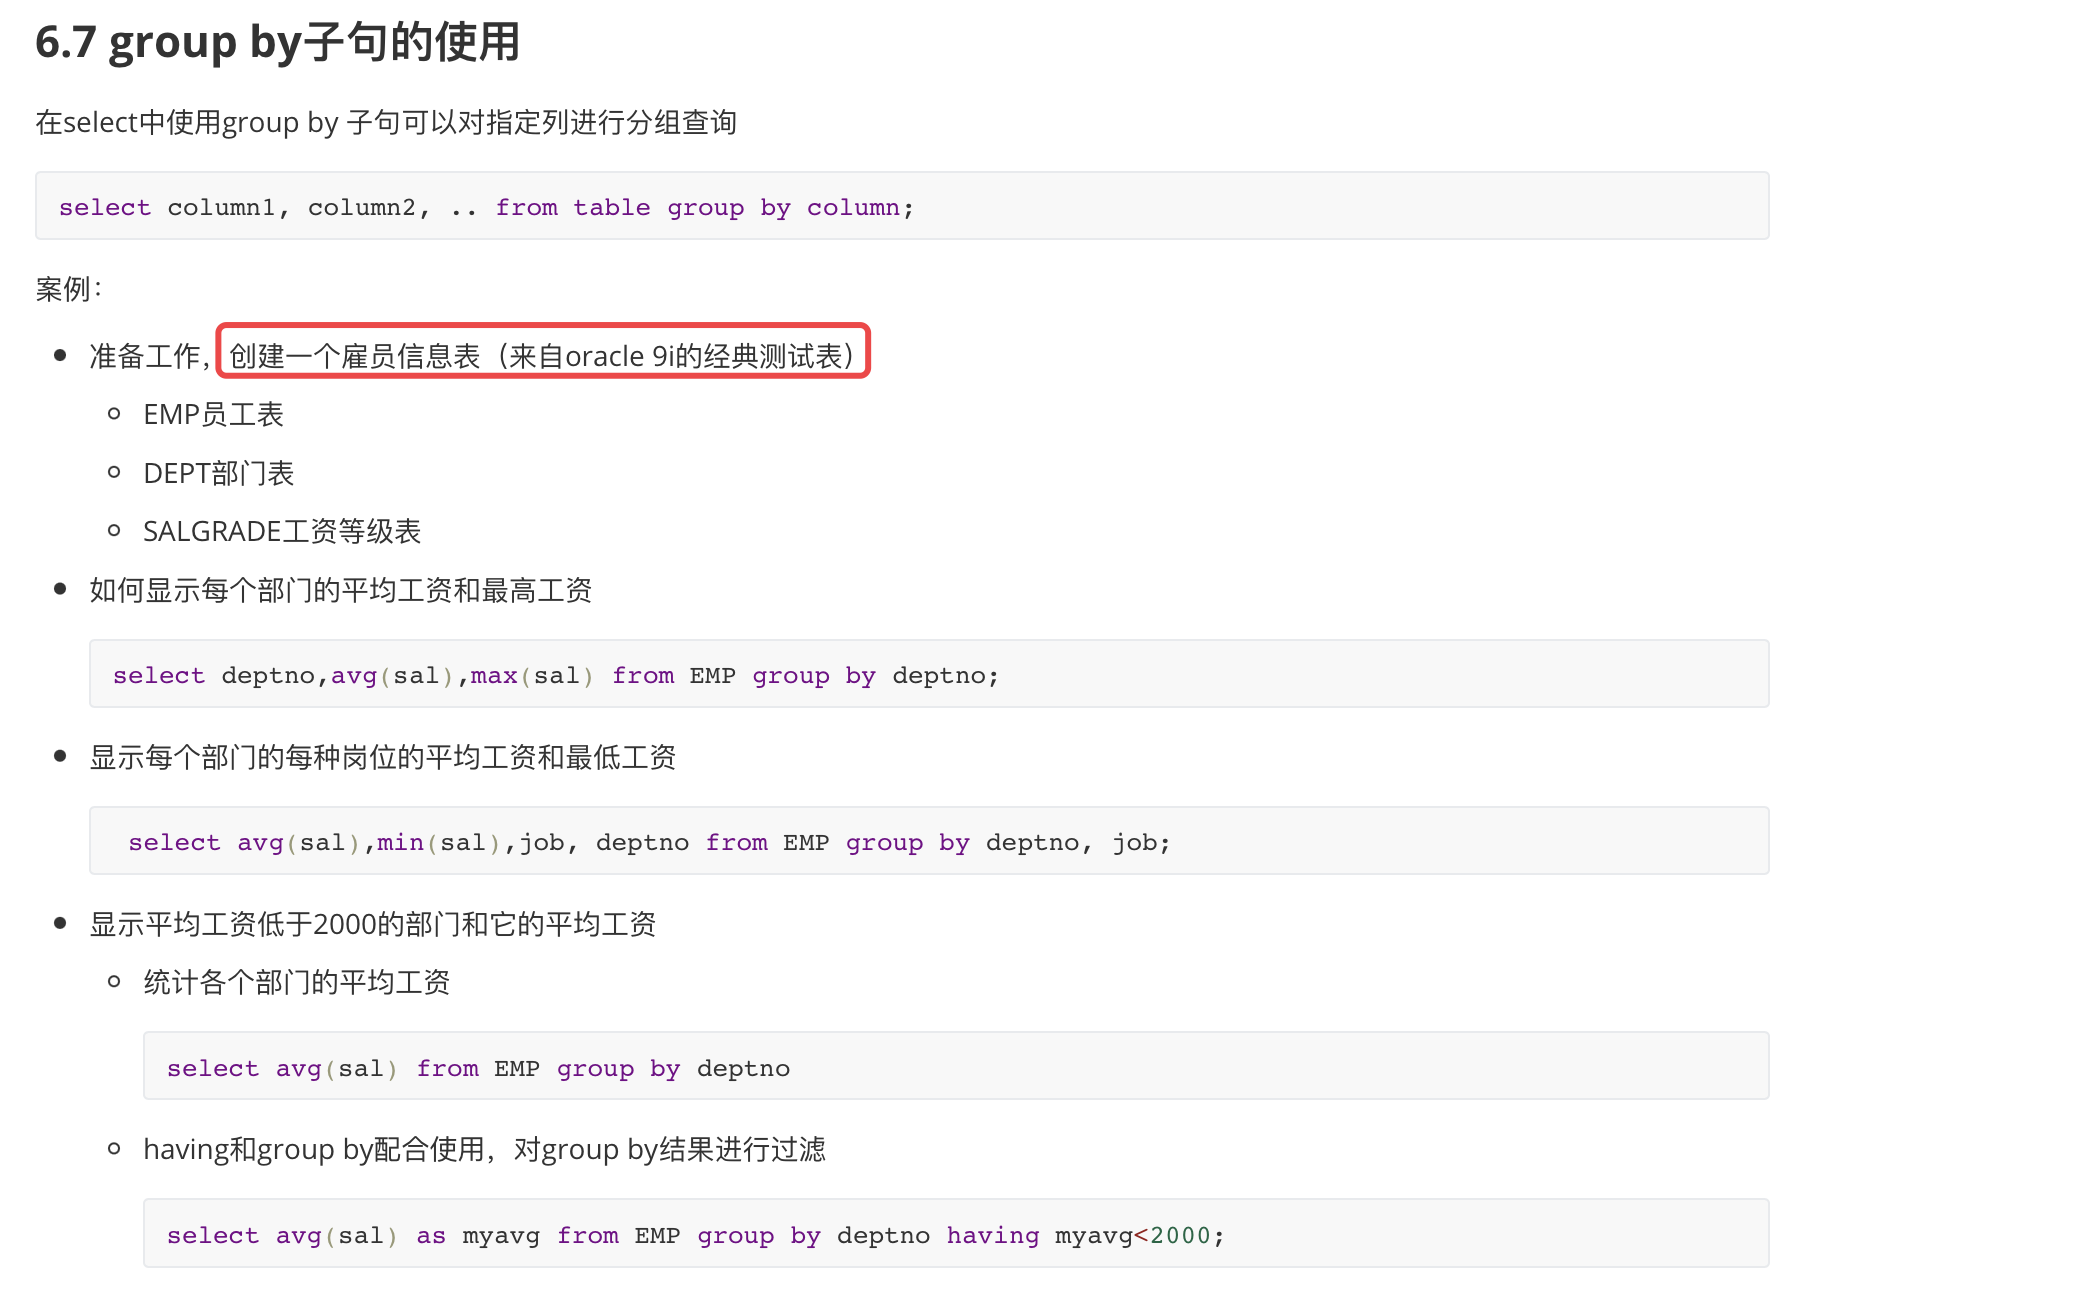 6.7 group by子句的使用
在select中使用group by 子句可以对指定列进行分组查询
select column1, column2, .. from table group by column;
案例：
准备工作，创建一个雇员信息表（来自oracle 9i的经典测试表）
EMP员工表
DEPT部门表
SALGRADE工资等级表
如何显示每个部门的平均工资和最高工资
select deptno,avg(sal),max(sal) from EMP group by deptno;
显示每个部门的每种岗位的平均工资和最低工资
select avg(sal),min(sal),job, deptno from EMP group by deptno, job;
显示平均工资低于2000的部门和它的平均工资
统计各个部门的平均工资
select avg(sal) from EMP group by deptno
having和group by配合使用，对group by结果进行过滤
select avg(sal) as myavg from EMP group by deptno having myavg<2000;